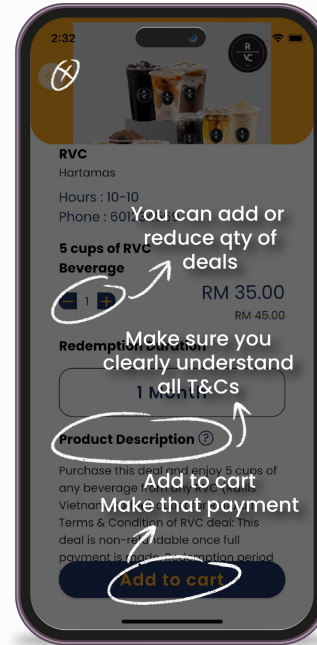 2:32
R
VC
RVC
Hartamas
Hours : 10-10
You can add or
reduce qty of
deals
5 cups of RVC
Beverage
1
RM 35.00
RM 45.00
Redemption Duration
Make sure you
clearly understand
all T&Cs
1 Month
Product Description ?
Purchase this deal and enjoy 5 cups of
any beverage from any RVC
Vietnam
Add to cart
Make that payment
Terms & Condition of RVC deal: This
deal is non-refundable once full
payment is made. Redemption period
Add to cart